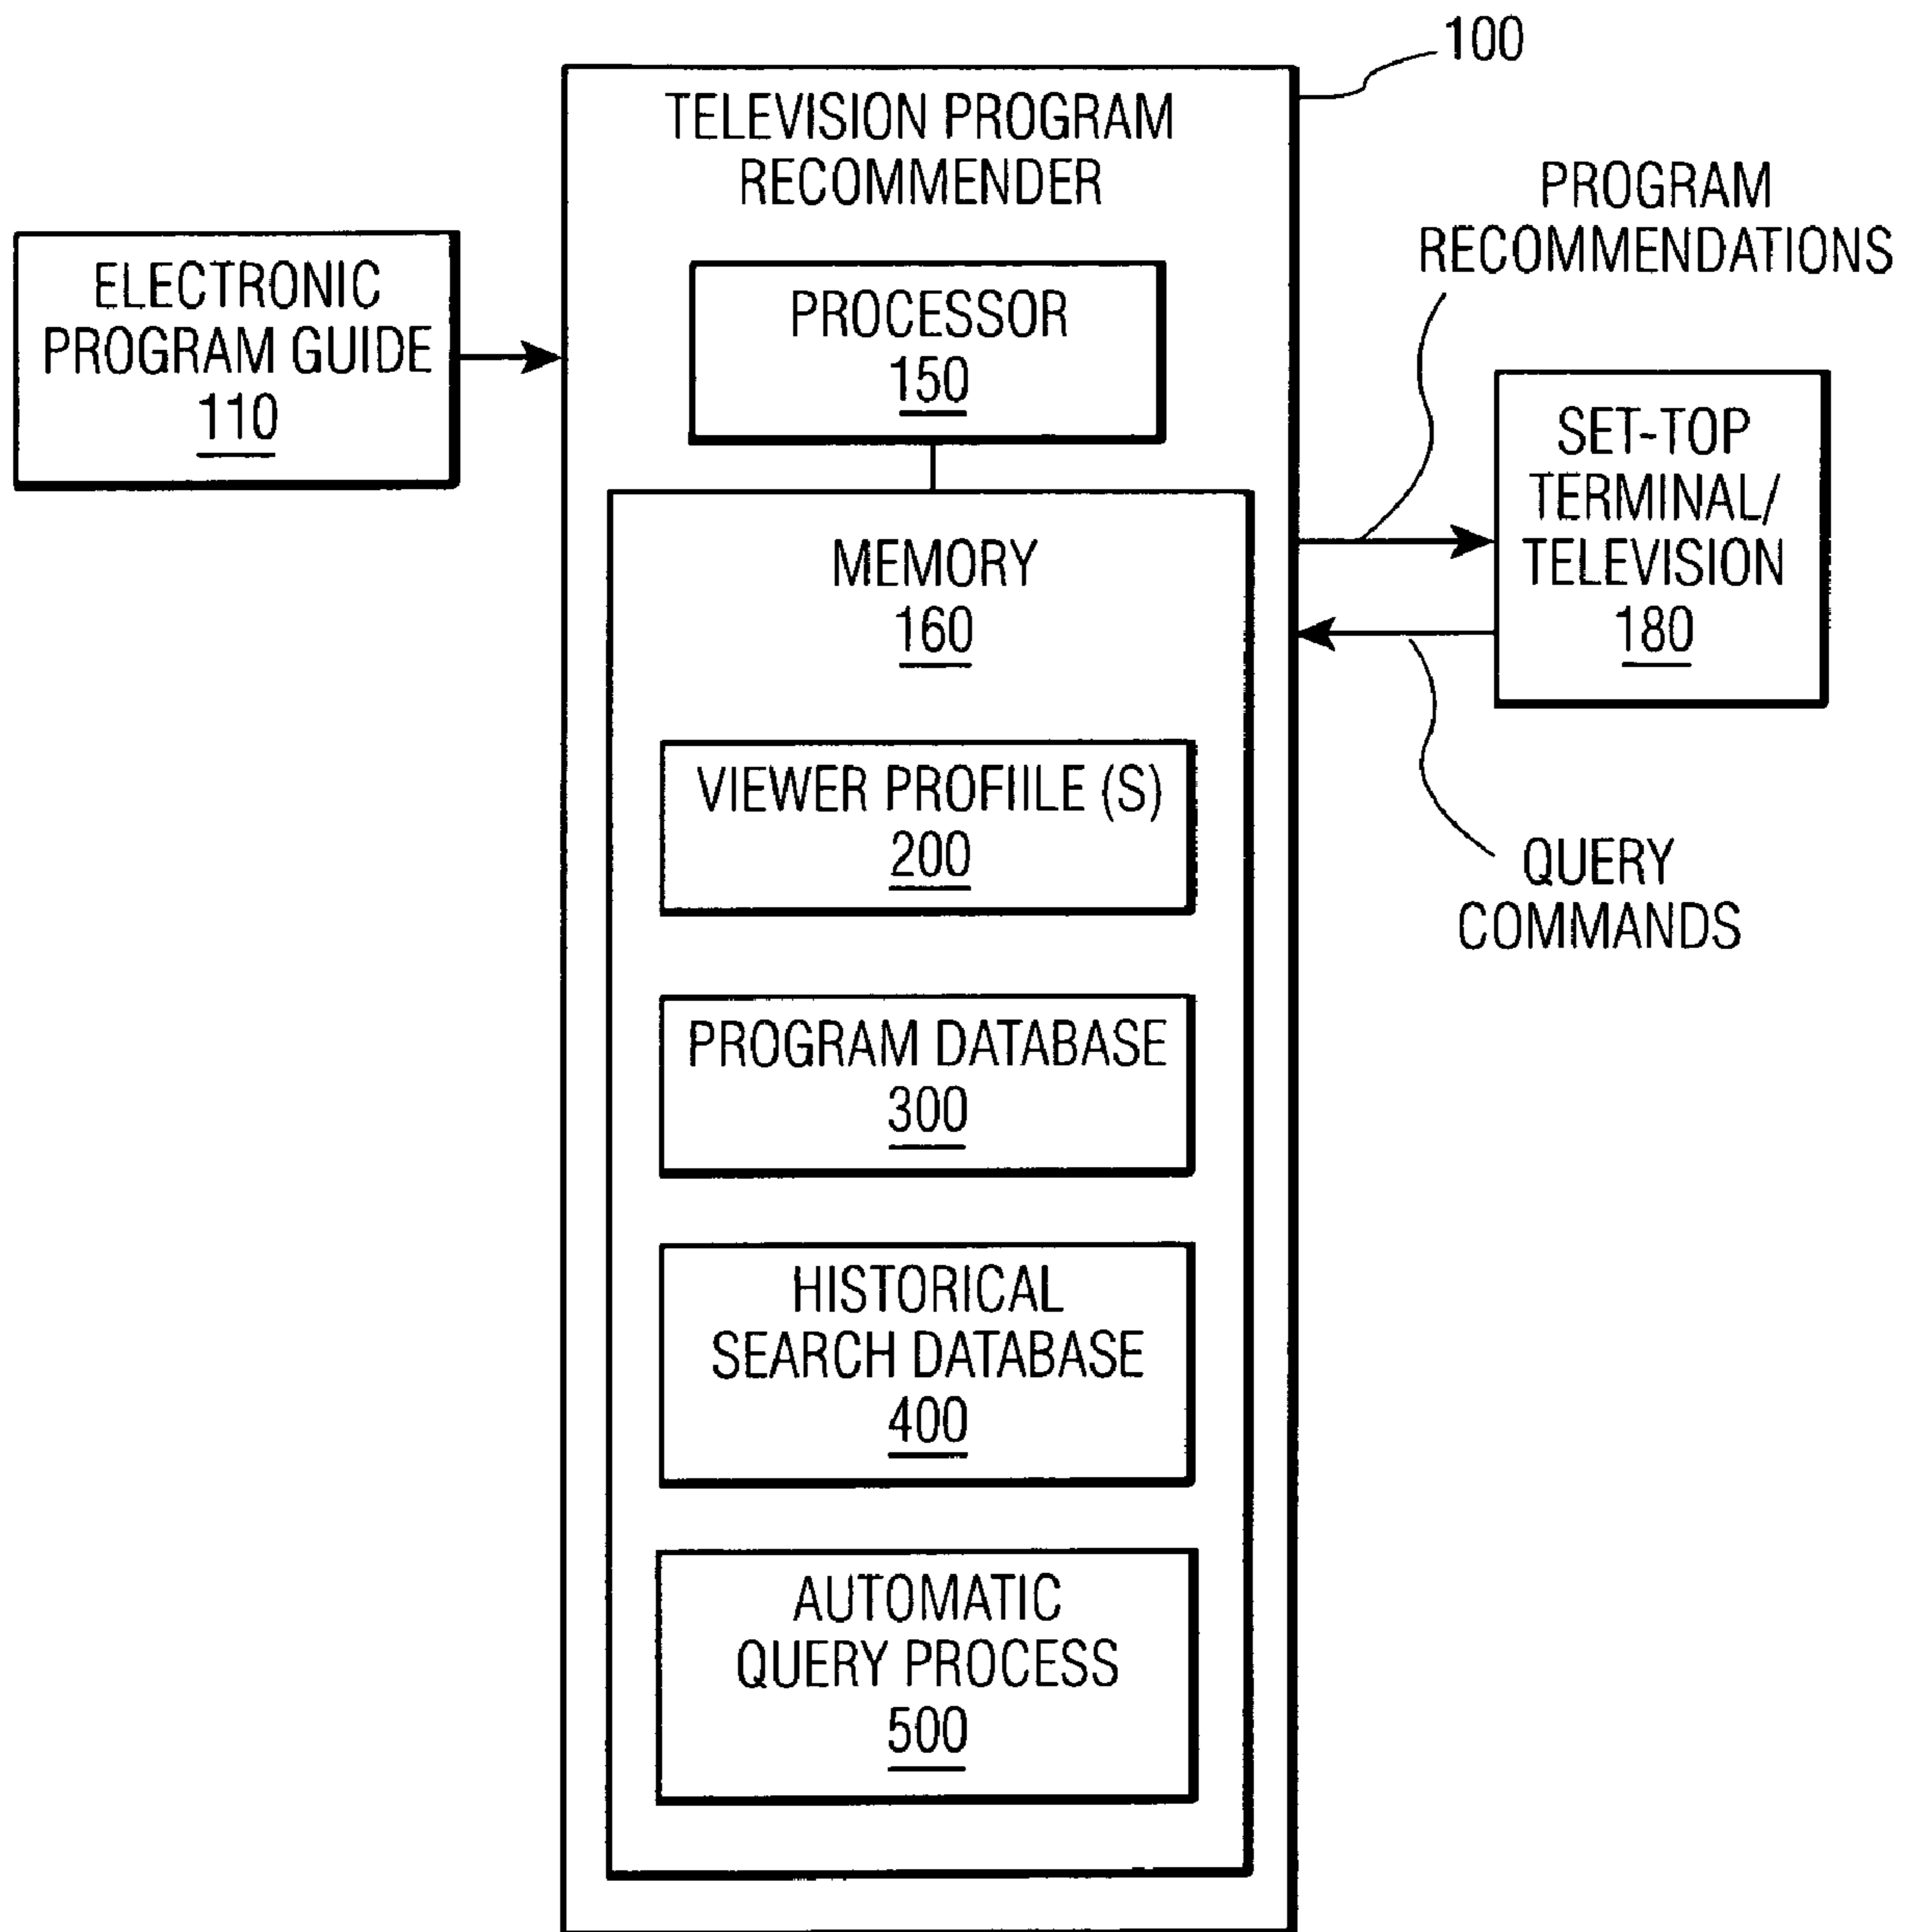 100
TELEVISION PROGRAM
RECOMMENDER
PROGRAM
RECOMMENDATIONS
ELECTRONIC
PROGRAM GUIDE
110
PROCESSOR
150
SET-TOP
TERMINAL/
TELEVISION
180
MEMORY
160
VIEWER PROFIILE (S)
200
QUERY
COMMANDS
PROGRAM DATABASE
300
HISTORICAL
SEARCH DATABASE
400
AUTOMATIC
QUERY PROCESS
500